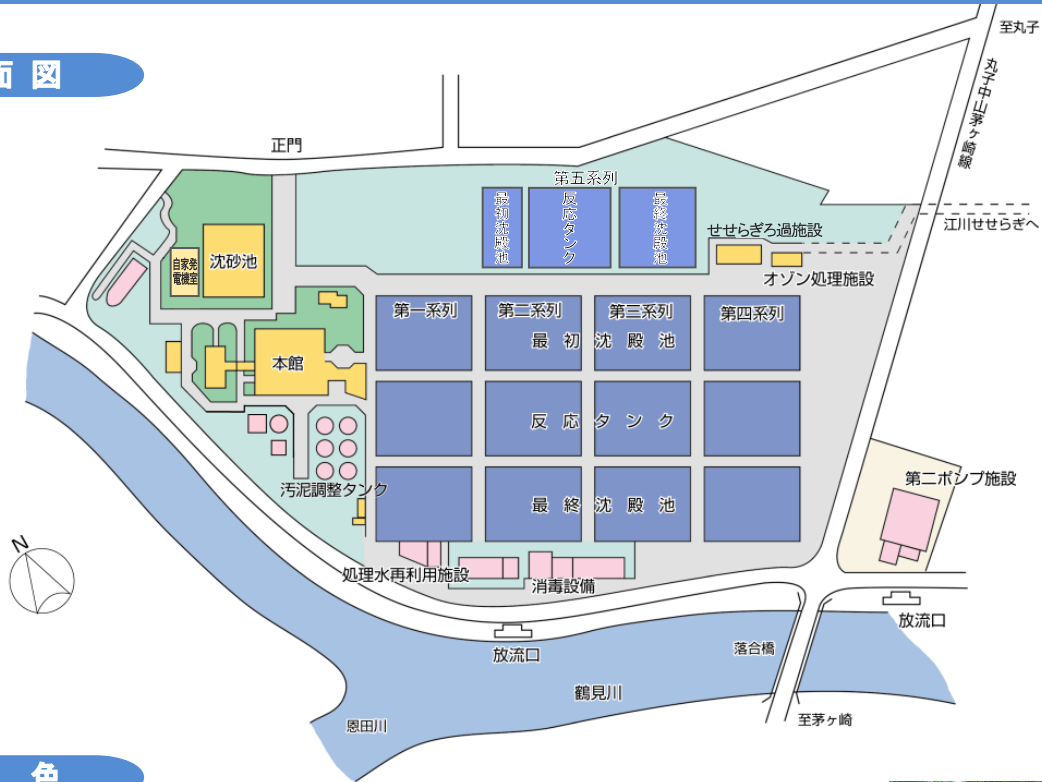 面 図
至丸子
丸子中山茅ヶ崎線
正門
第五系列
最初沈殿池
反応タンク
最終沈殿池
せせらぎろ過施設
江川せせらぎへ
オゾン処理施設
自家発
電機室
沈砂池
第一系列
第二系列
第三系列
第四系列
最初沈殿池
本館
反応タンク
汚泥調整タンク
最終沈殿池
第二ポンプ施設
N
処理水再利用施設
消毒設備
放流口
放流口
落合橋
鶴見川
恩田川
至茅ヶ崎
色